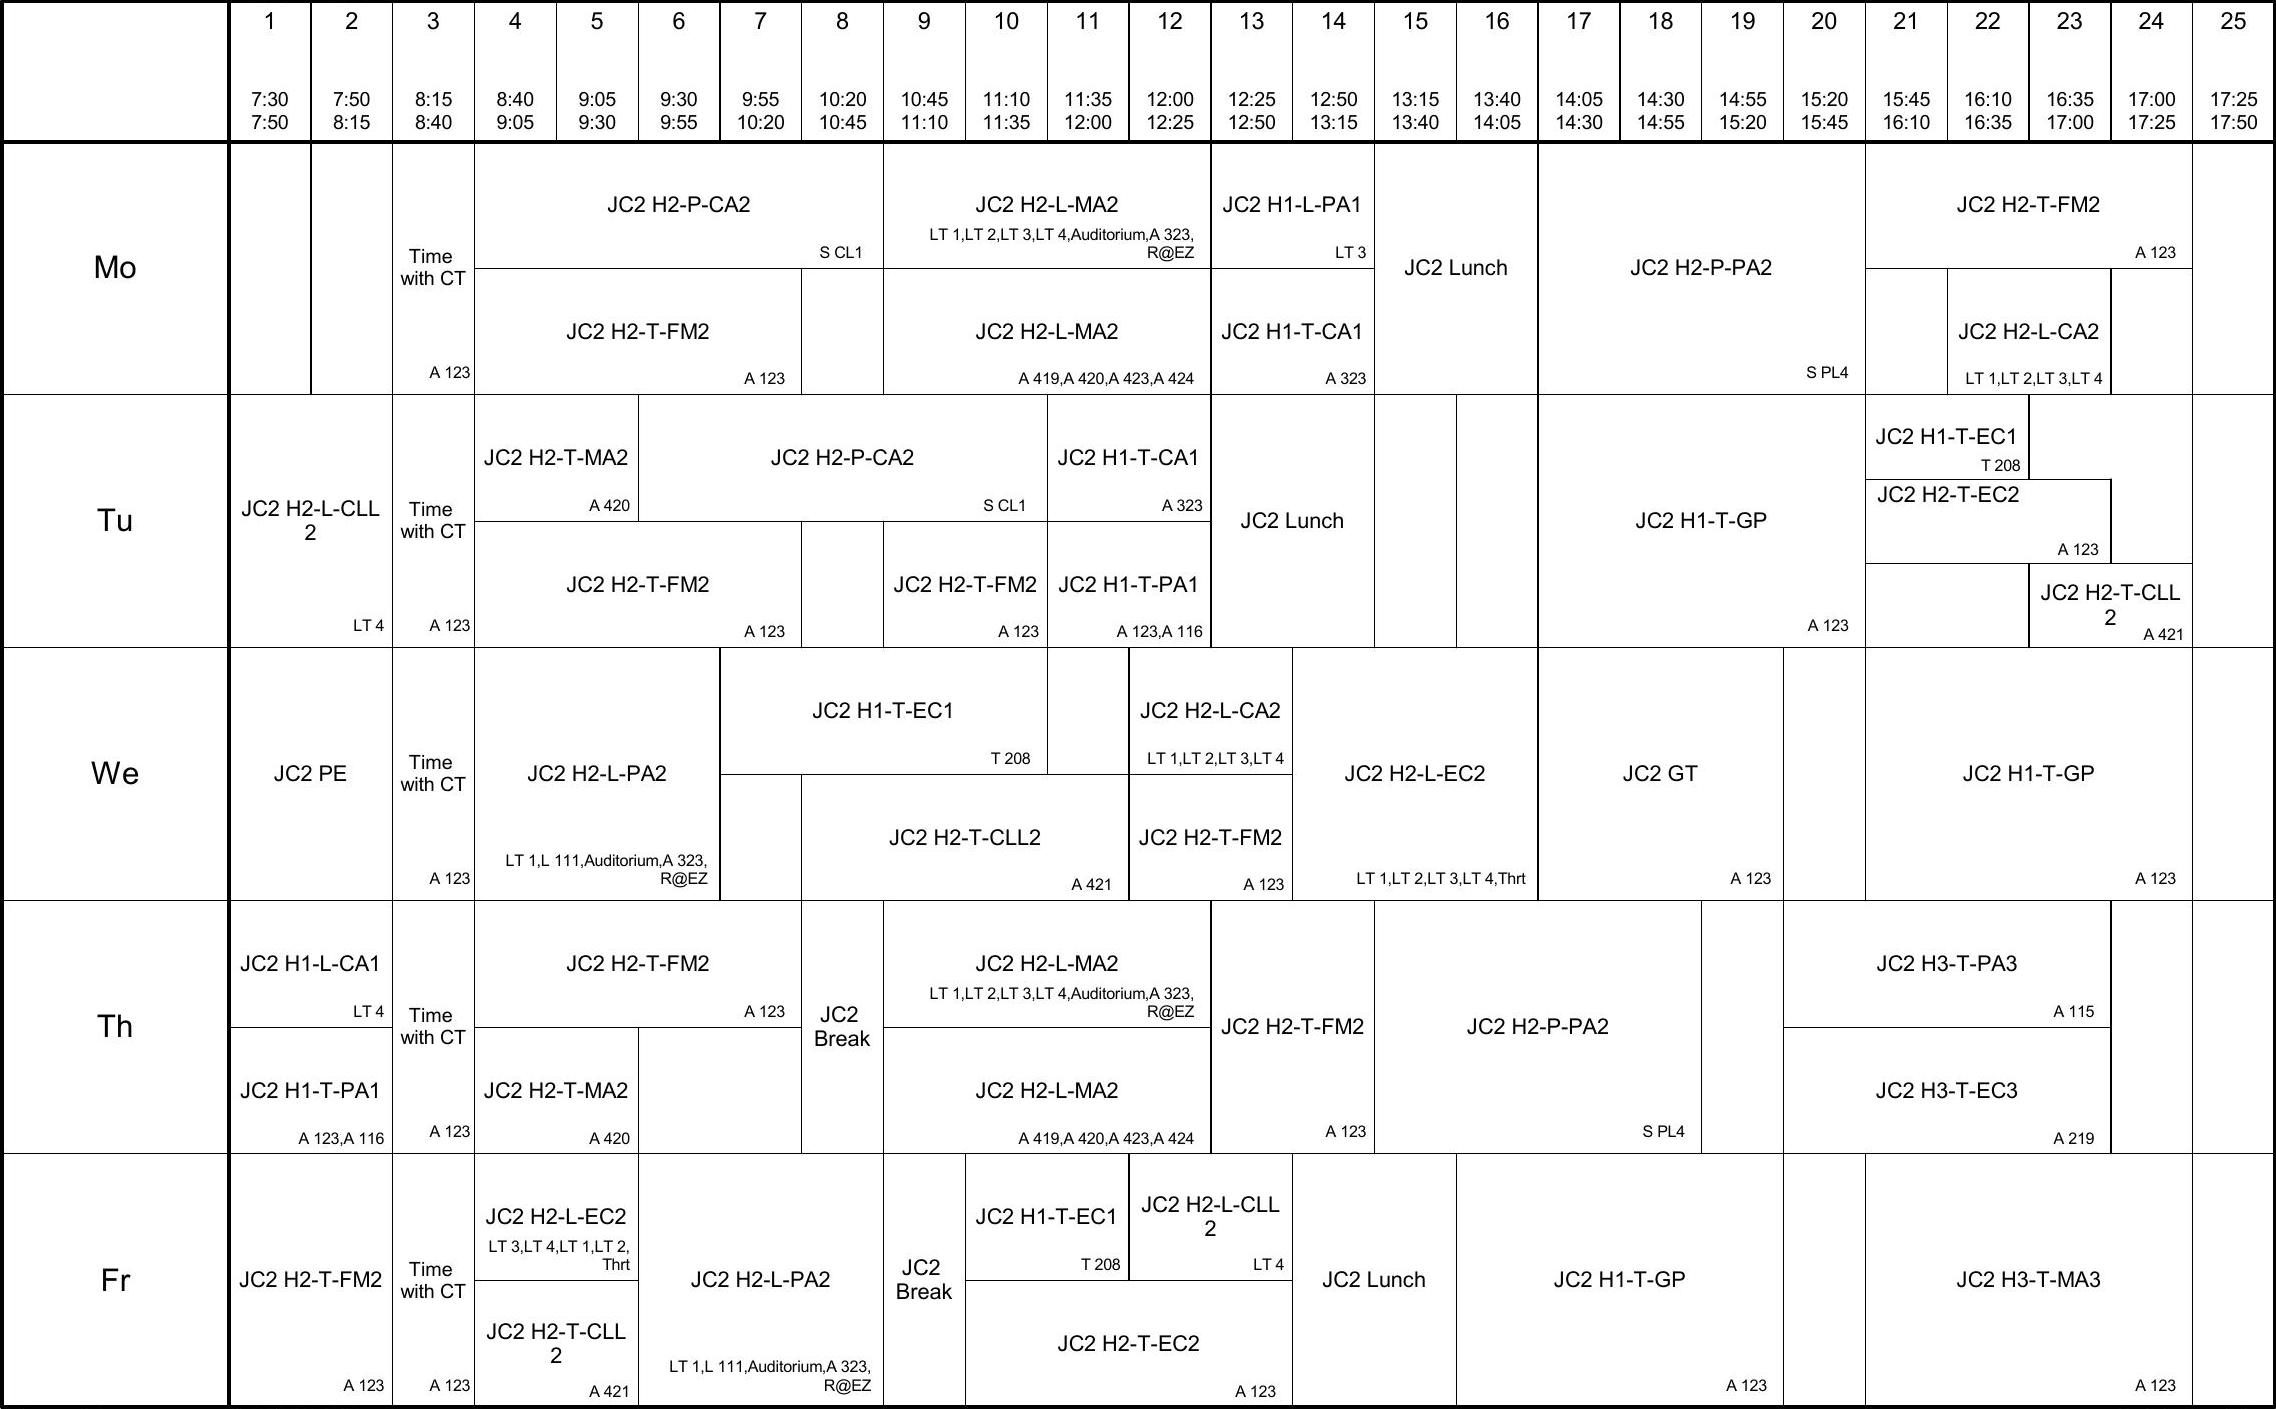 1 2 3 4 5 6 7 8 9 10 11 12 13 14 15 16 17 18 19 20 21 22 23 24 25
7:30 7:50 8:15 8:40 9:05 9:30 9:55 10:20 10:45 11:10 11:35 12:00 12:25 12:50 13:15 13:40 14:05 14:30 14:55 15:20 15:45 16:10 16:35 17:00 17:25
7:50 8:15 8:40 9:05 9:30 9:55 10:20 10:45 11:10 11:35 12:00 12:25 12:50 13:15 13:40 14:05 14:30 14:55 15:20 15:45 16:10 16:35 17:00 17:25 17:50
Mo
Time
with CT
A 123
JC2 H2-P-CA2
S CL1
JC2 H2-T-FM2
A 123
JC2 H2-L-MA2
LT 1,LT 2,LT 3,LT 4,Auditorium,A 323,
R@EZ
JC2 H2-L-MA2
A 419,A 420,A 423,A 424
JC2 H1-L-PA1
LT 3
JC2 H1-T-CA1
A 323
JC2 Lunch
JC2 H2-P-PA2
S PL4
JC2 H2-T-FM2
A 123
JC2 H2-L-CA2
LT 1,LT 2,LT 3,LT 4
Tu
JC2 H2-L-CLL
2
LT 4
Time
with CT
A 123
JC2 H2-T-MA2
A 420
JC2 H2-P-CA2
S CL1
JC2 H1-T-CA1
A 323
JC2 H2-T-FM2
A 123
JC2 H2-T-FM2
A 123
JC2 H1-T-PA1
A 123,A 116
JC2 Lunch
JC2 H1-T-GP
A 123
JC2 H1-T-EC1
T 208
JC2 H2-T-EC2
A 123
JC2 H2-T-CLL
2
A 421
We
JC2 PE
Time
with CT
A 123
JC2 H2-L-PA2
LT 1,L 111,Auditorium,A 323,
R@EZ
JC2 H1-T-EC1
T 208
JC2 H2-T-CLL2
A 421
JC2 H2-L-CA2
LT 1,LT 2,LT 3,LT 4
JC2 H2-T-FM2
A 123
JC2 H2-L-EC2
LT 1,LT 2,LT 3,LT 4,Thrt
JC2 GT
A 123
JC2 H1-T-GP
A 123
Th
JC2 H1-L-CA1
LT 4
JC2 H1-T-PA1
A 123,A 116
Time
with CT
A 123
JC2 H2-T-FM2
A 123
JC2 H2-T-MA2
A 420
JC2
Break
JC2 H2-L-MA2
LT 1,LT 2,LT 3,LT 4,Auditorium,A 323,
R@EZ
JC2 H2-L-MA2
A 419,A 420,A 423,A 424
JC2 H2-T-FM2
A 123
JC2 H2-P-PA2
S PL4
JC2 H3-T-PA3
A 115
JC2 H3-T-EC3
A 219
Fr
JC2 H2-T-FM2
A 123
Time
with CT
A 123
JC2 H2-L-EC2
LT 3,LT 4,LT 1,LT 2,
Thrt
JC2 H2-T-CLL
2
A 421
JC2 H2-L-PA2
LT 1,L 111,Auditorium,A 323,
R@EZ
JC2
Break
JC2 H1-T-EC1
T 208
JC2 H2-L-CLL
2
LT 4
JC2 H2-T-EC2
A 123
JC2 Lunch
JC2 H1-T-GP
A 123
JC2 H3-T-MA3
A 123